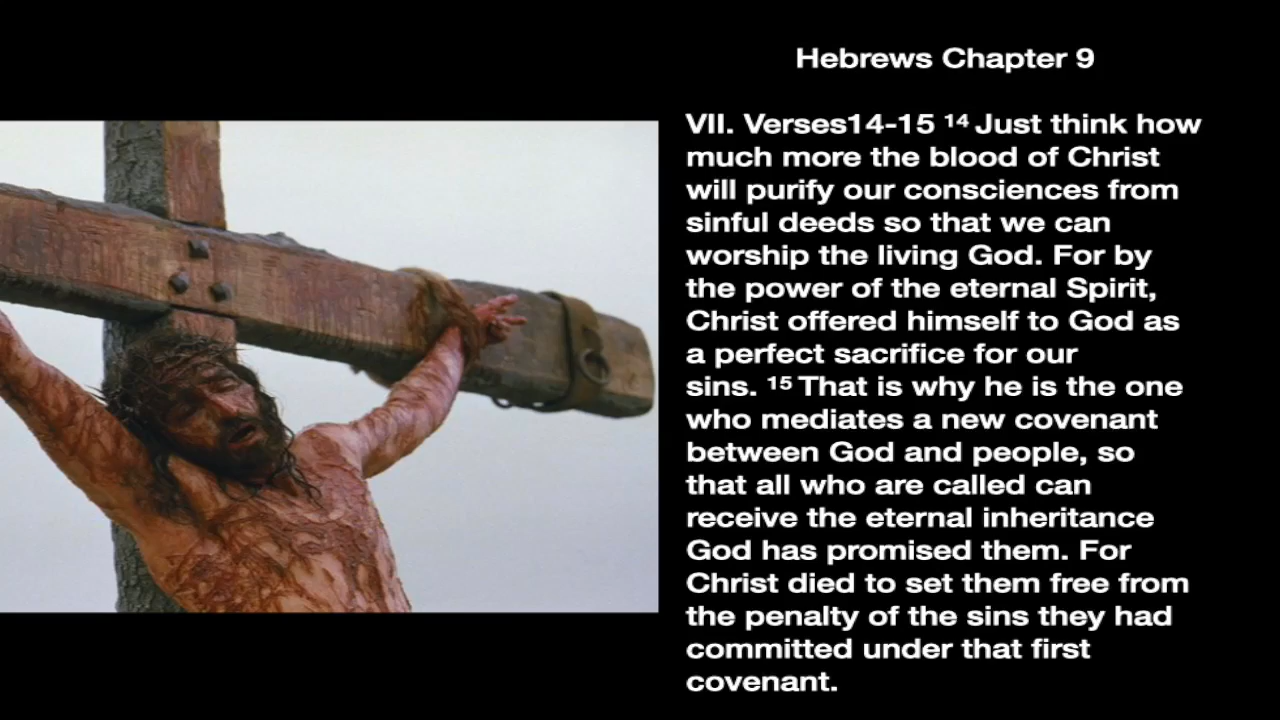 Hebrews Chapter 9
VII. Verses14-15 14 Just think how
much more the blood of Christ
will purify our consciences from
sinful deeds so that we can
worship the living God. For by
the power of the eternal Spirit,
Christ offered himself to God as
a perfect sacrifice for our
sins. 15 That is why he is the one
who mediates a new covenant
between God and people, so
that all who are called can
receive the eternal inheritance
God has promised them. For
Christ died to set them free from
the penalty of the sins they had
committed under that first
covenant.